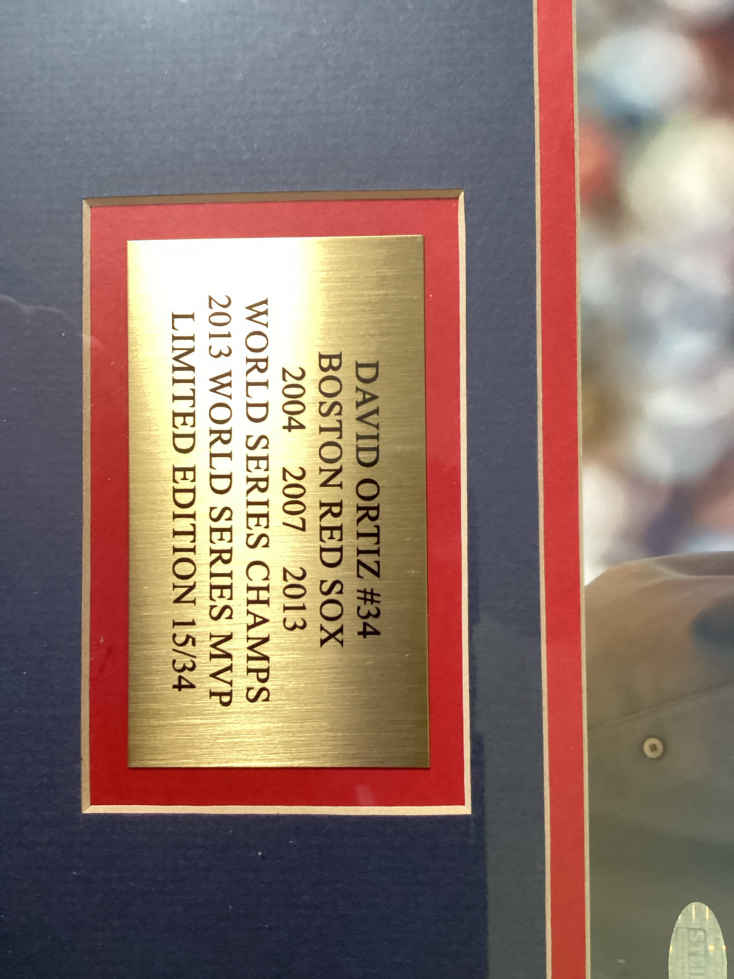 DAVID ORTIZ #34
BOSTON RED SOX
2004 2007 2013
WORLD SERIES CHAMPS
2013 WORLD SERIES MVP
LIMITED EDITION 15/34